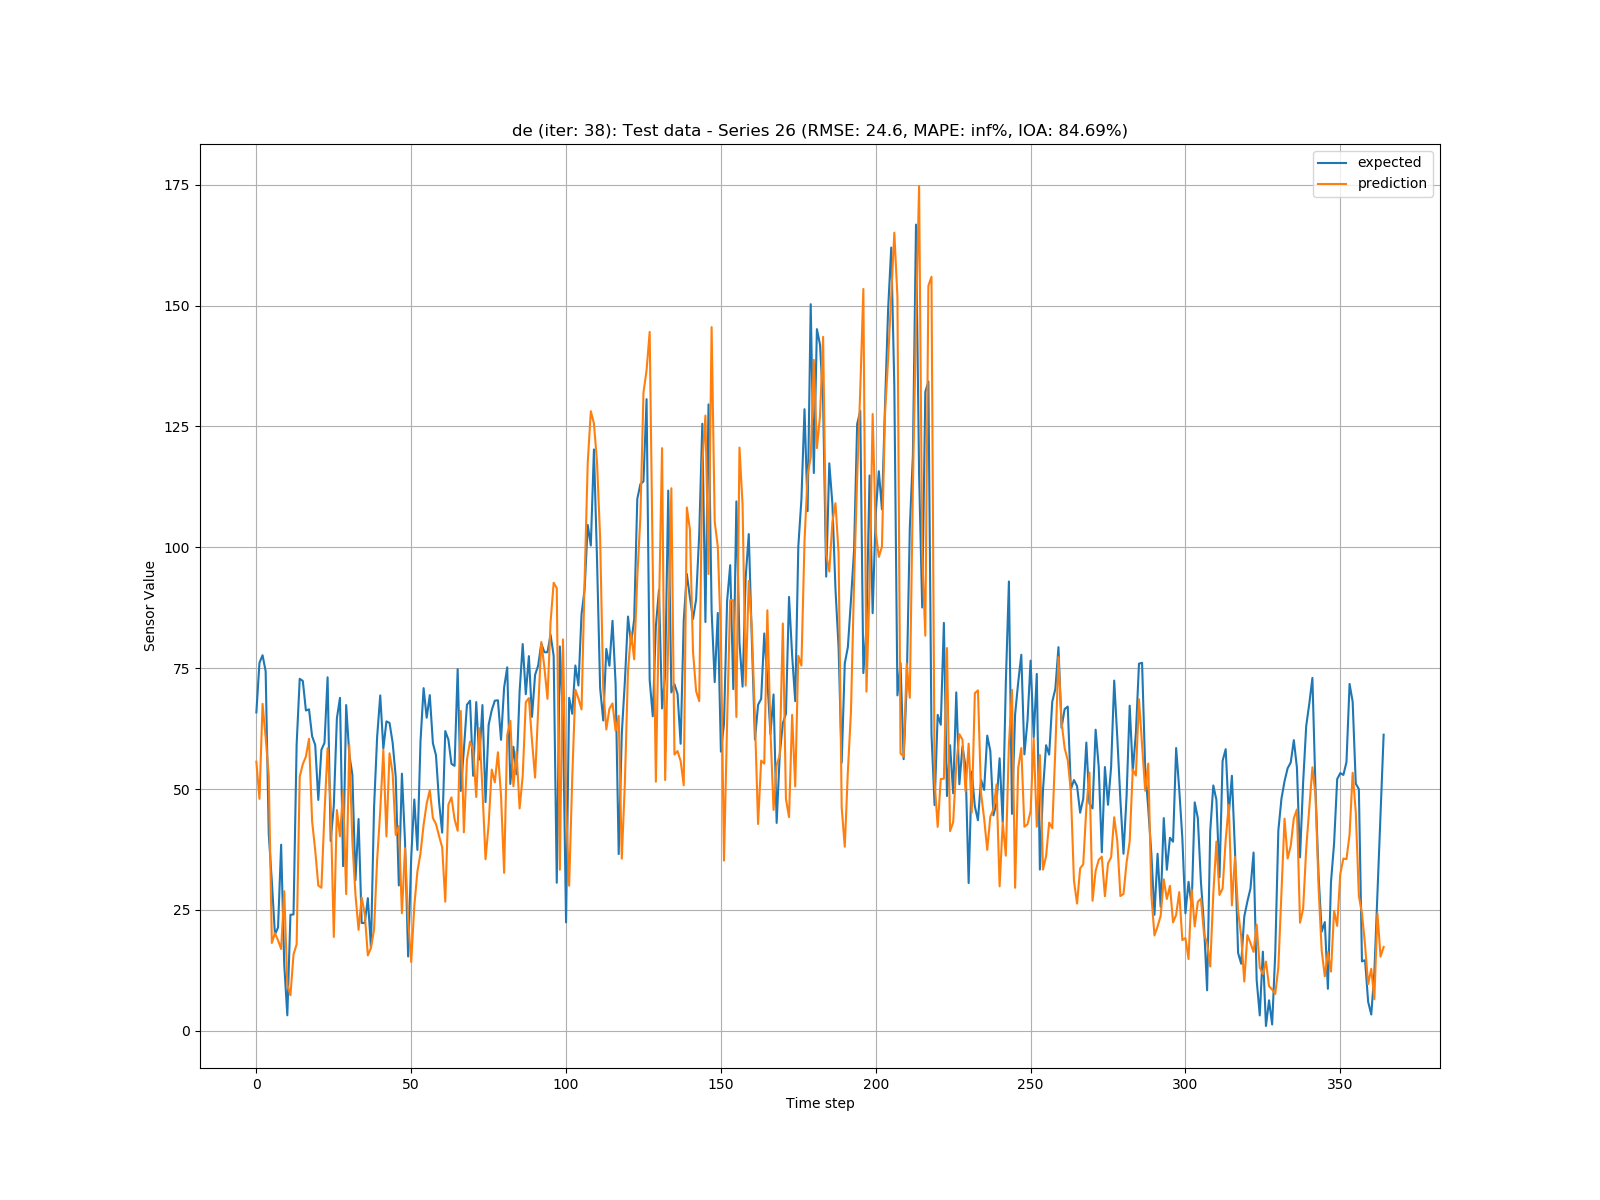 de (iter: 38): Test data - Series 26 (RMSE: 24.6, MAPE: inf%, IOA: 84.69%)
expected
prediction
175
150
125
100
75
50
25
0
Sensor Value
0 50 100 150 200 250 300 350
Time step